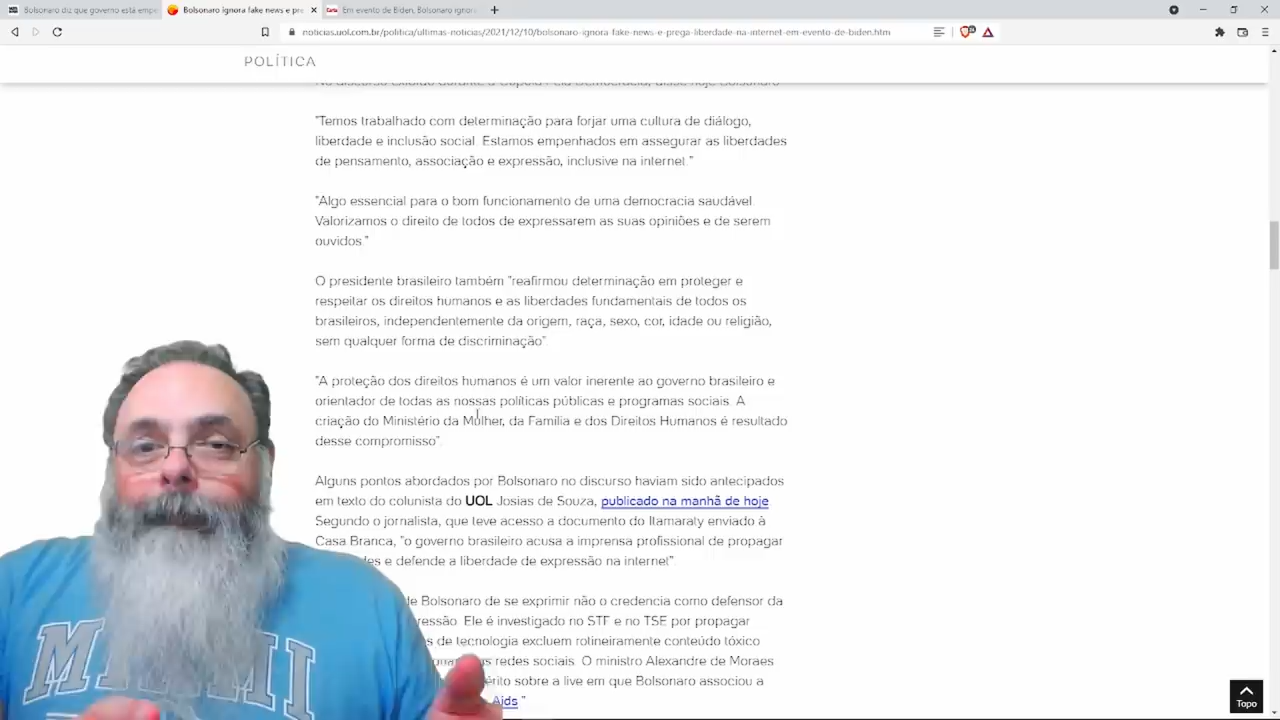 Bolsonaro diz que governo está empe
Bolsonaro ignora fake news e pre
Em evento de Biden, Bolsonaro ignor
noticias.uol.com.br/politica/ultimas-noticias/2021/12/10/bolsonaro-ignora-fake-news-e-prega-liberdade-na-internet-em-evento-de-biden.htm
POLÍTICA
"Temos trabalhado com determinação para forjar uma cultura de diálogo,
liberdade e inclusão social. Estamos empenhados em assegurar as liberdades
de pensamento, associação e expressão, inclusive na internet."
"Algo essencial para o bom funcionamento de uma democracia saudável.
Valorizamos o direito de todos de expressarem as suas opiniões e de serem
ouvidos."
O presidente brasileiro também "reafirmou determinação em proteger e
respeitar os direitos humanos e as liberdades fundamentais de todos os
brasileiros, independentemente da origem, raça, sexo, cor, idade ou religião,
sem qualquer forma de discriminação".
"A proteção dos direitos humanos é um valor inerente ao governo brasileiro e
orientador de todas as nossas políticas públicas e programas sociais. A
criação do Ministério da Mulher, da Família e dos Direitos Humanos é resultado
desse compromisso".
Alguns pontos abordados por Bolsonaro no discurso haviam sido antecipados
em texto do colunista do UOL Josias de Souza, publicado na manhã de hoje
Segundo o jornalista, que teve acesso a documento do Itamaraty enviado à
Casa Branca, "o governo brasileiro acusa a imprensa profissional de propagar
e defende a liberdade de expressão na internet".
de Bolsonaro de se exprimir não o credencia como defensor da
Ele é investigado no STF e no TSE por propagar
de tecnologia excluem rotineiramente conteúdo tóxico
redes sociais. O ministro Alexandre de Moraes
sobre a live em que Bolsonaro associou a
Aids."
Topo